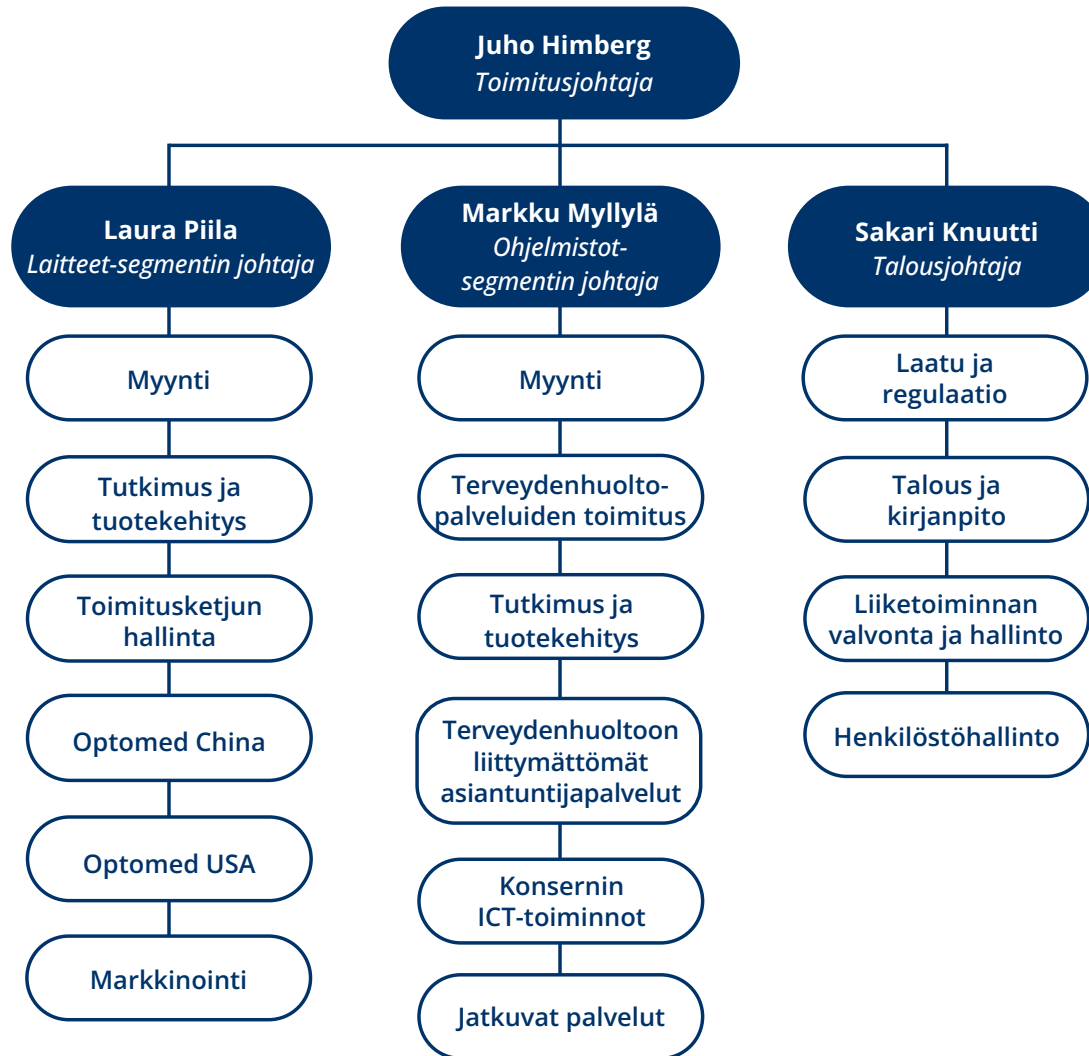 Juho Himberg
Toimitusjohtaja
Laura Piila
Laitteet-segmentin johtaja
Myynti
Tutkimus ja
tuotekehitys
Toimitusketjun
hallinta
Optomed China
Optomed USA
Markkinointi
Markku Myllylä
Ohjelmistot-
segmentin johtaja
Myynti
Terveydenhuolto-
palveluiden toimitus
Tutkimus ja
tuotekehitys
Terveydenhuoltoon
liittymättömät
asiantuntijapalvelut
Konsernin
ICT-toiminnot
Jatkuvat palvelut
Sakari Knuutti
Talousjohtaja
Laatu ja
regulaatio
Talous ja
kirjanpito
Liiketoiminnan
valvonta ja hallinto
Henkilöstöhallinto